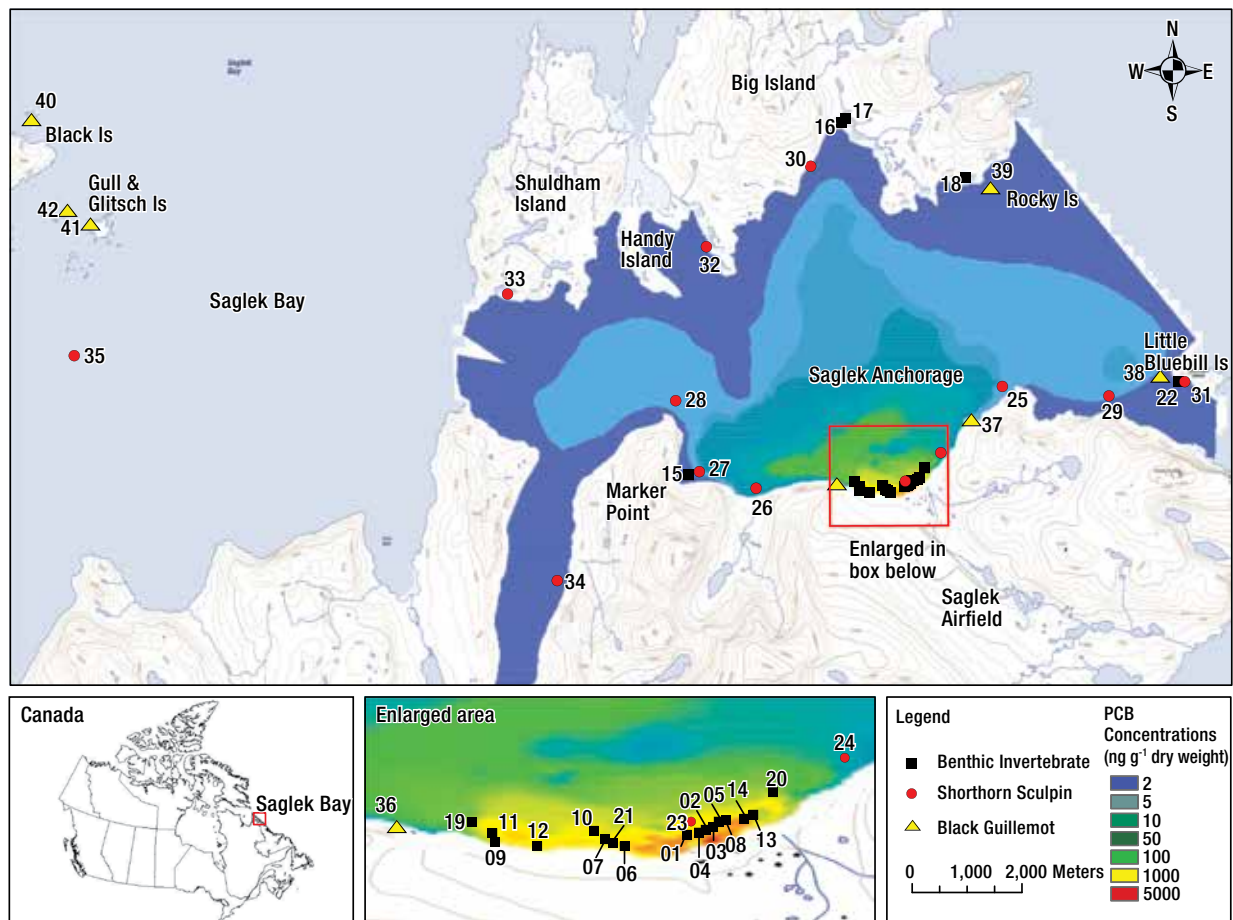 Saglek
Bay
N
W E
S
40
Black Is
Big Island
17
16
30
Gull &
Glitsch Is
42
41
Shuldham
Island
39
18
Rocky Is
Handy
Island
32
33
Saglek Bay
35
Little
Bluebill Is
38
22
31
Saglek Anchorage
28
25
29
37
15
27
Marker
Point
26
Enlarged in
box below
34
Saglek
Airfield
Canada
Saglek Bay
Enlarged area
24
36
19
11
09
12
10
07
21
06
23
01
02
04
05
03
08
14
13
20
Legend
Benthic Invertebrate
Shorthorn Sculpin
Black Guillemot
0 1,000 2,000 Meters
PCB
Concentrations
(ng g⁻¹ dry weight)
2
5
10
50
100
1000
5000